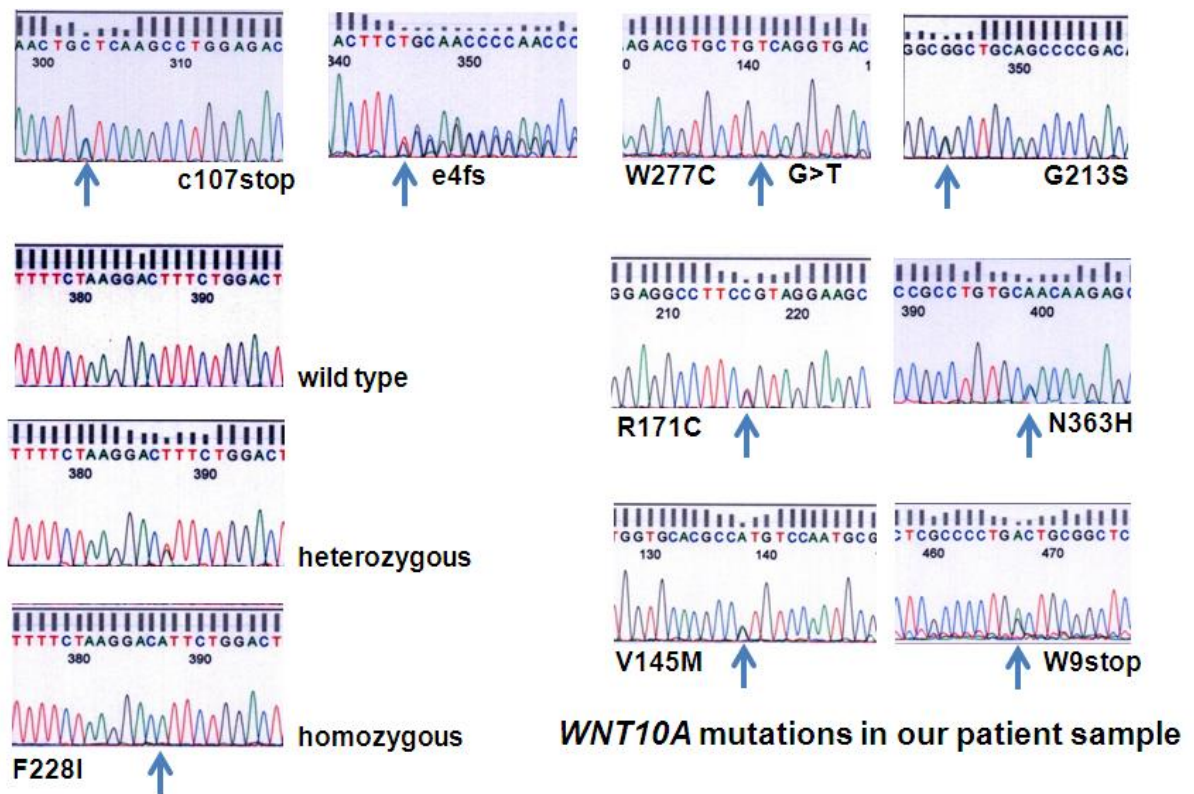 AACTGCTCAAGCCTGGAGAC
300 310
c107stop
ACTTCTGCAACCCCAACCC
340 350
e4fs
AGACGTGCTGTCAGGTGAC
140
W277C G>T
GGCGGCTGCAGCCCCGACA
350
G213S
TTTTCTAAGGACTTTCTGGACT
380 390
wild type
TTTTCTAAGGACTTTCTGGACT
380 390
heterozygous
TTTTCTAAGGACATTCTGGACT
380 390
homozygous
F228I
GGAGGCCTTCCGTAGGAAGC
210 220
R171C
CCGCCTGTGCAACAAGAGC
390 400
N363H
TGGTGCACGCCATGTCCAATGCG
130 140
V145M
CTCGCCCCTGACTGCGGCTC
460 470
W9stop
WNT10A mutations in our patient sample